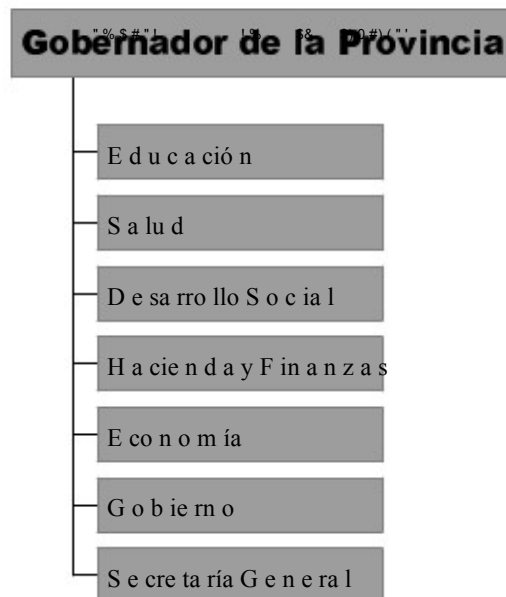 Gobernador de la Provincia
Educación
Salud
Desarrollo Social
Hacienda y Finanzas
Economía
Gobierno
Secretaría General